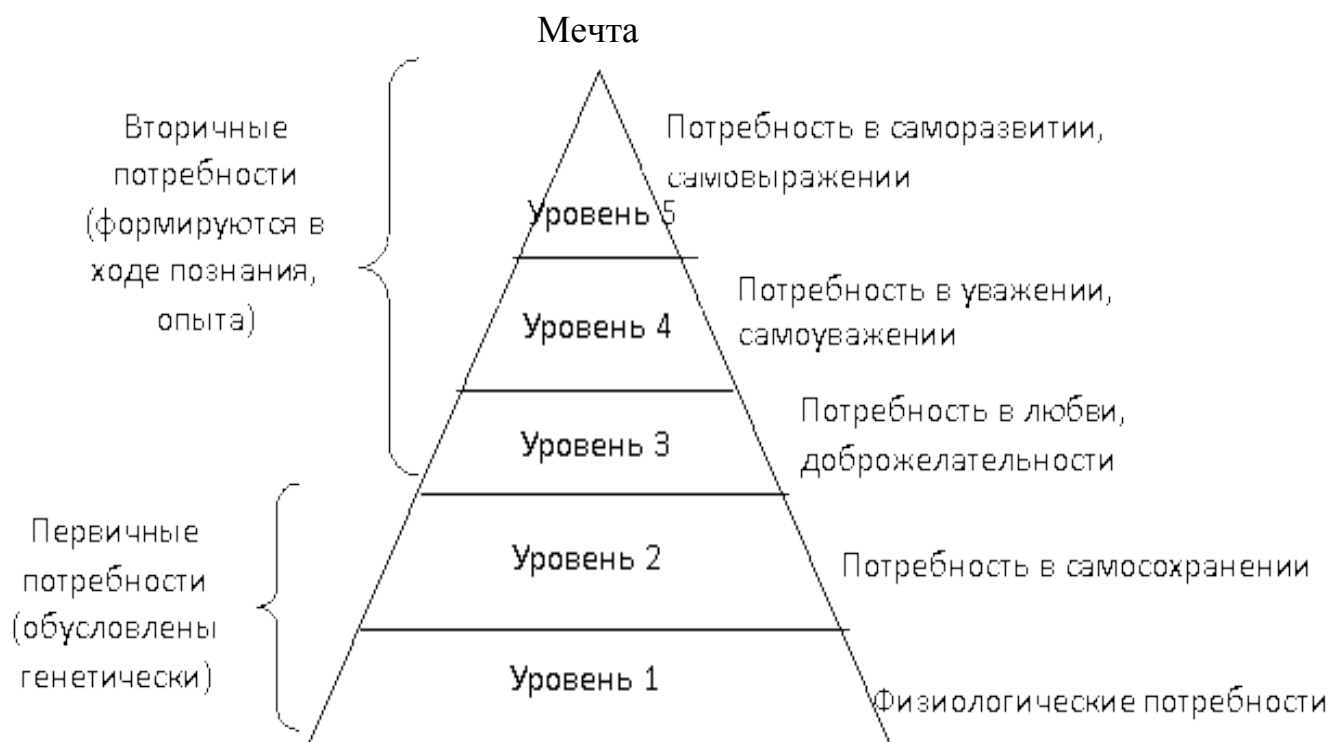 Мечта
Вторичные
потребности
(формируются в
ходе познания,
опыта)
Потребность в саморазвитии,
самовыражении
Уровень 5
Потребность в уважении,
самоуважении
Уровень 4
Потребность в любви,
доброжелательности
Уровень 3
Первичные
потребности
(обусловлены
генетически)
Уровень 2
Потребность в самосохранении
Уровень 1
Физиологические потребности